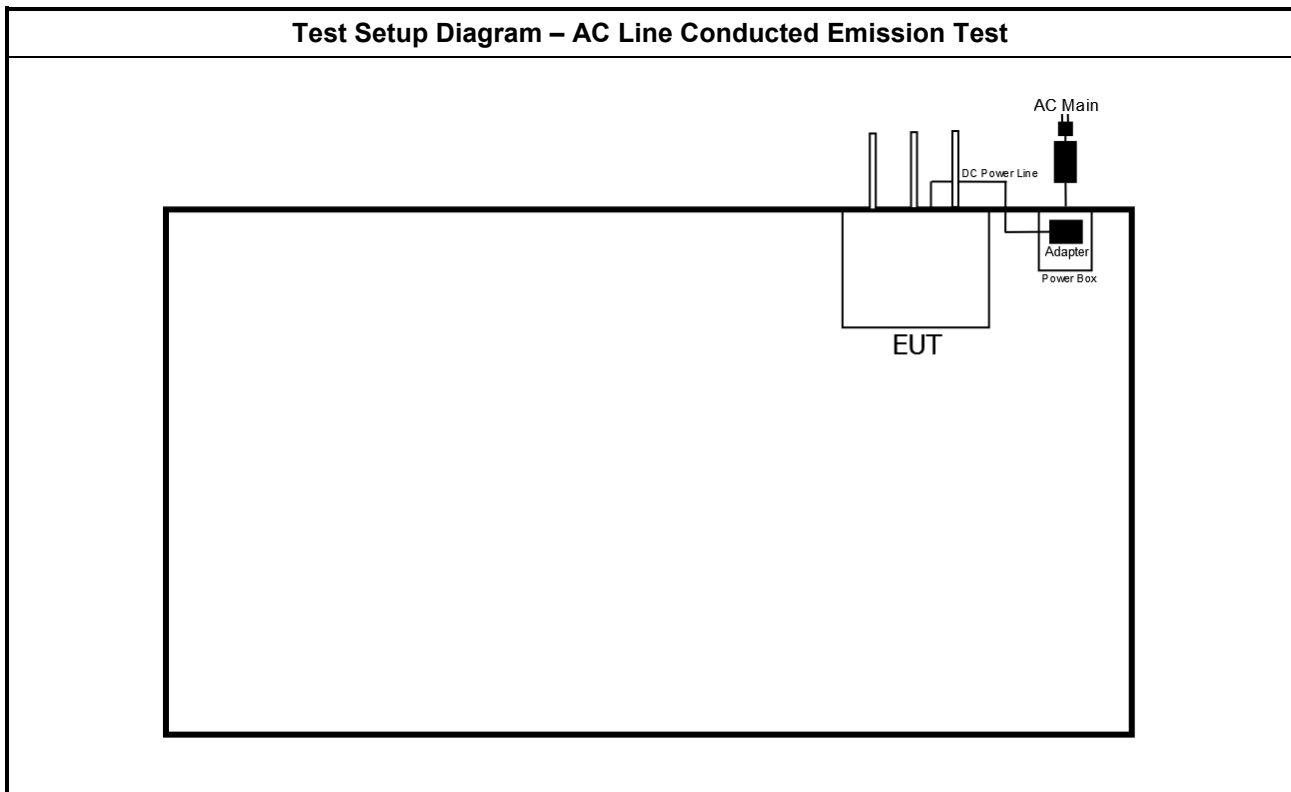 Test Setup Diagram – AC Line Conducted Emission Test
AC Main
DC Power Line
Adapter
Power Box
EUT